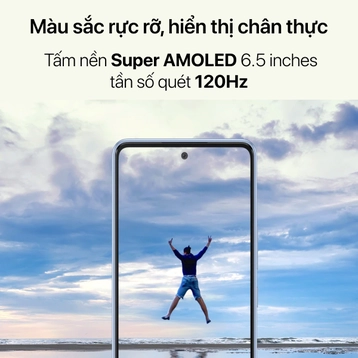 Màu sắc rực rỡ, hiển thị chân thực
Tấm nền Super AMOLED 6.5 inches
tần số quét 120Hz